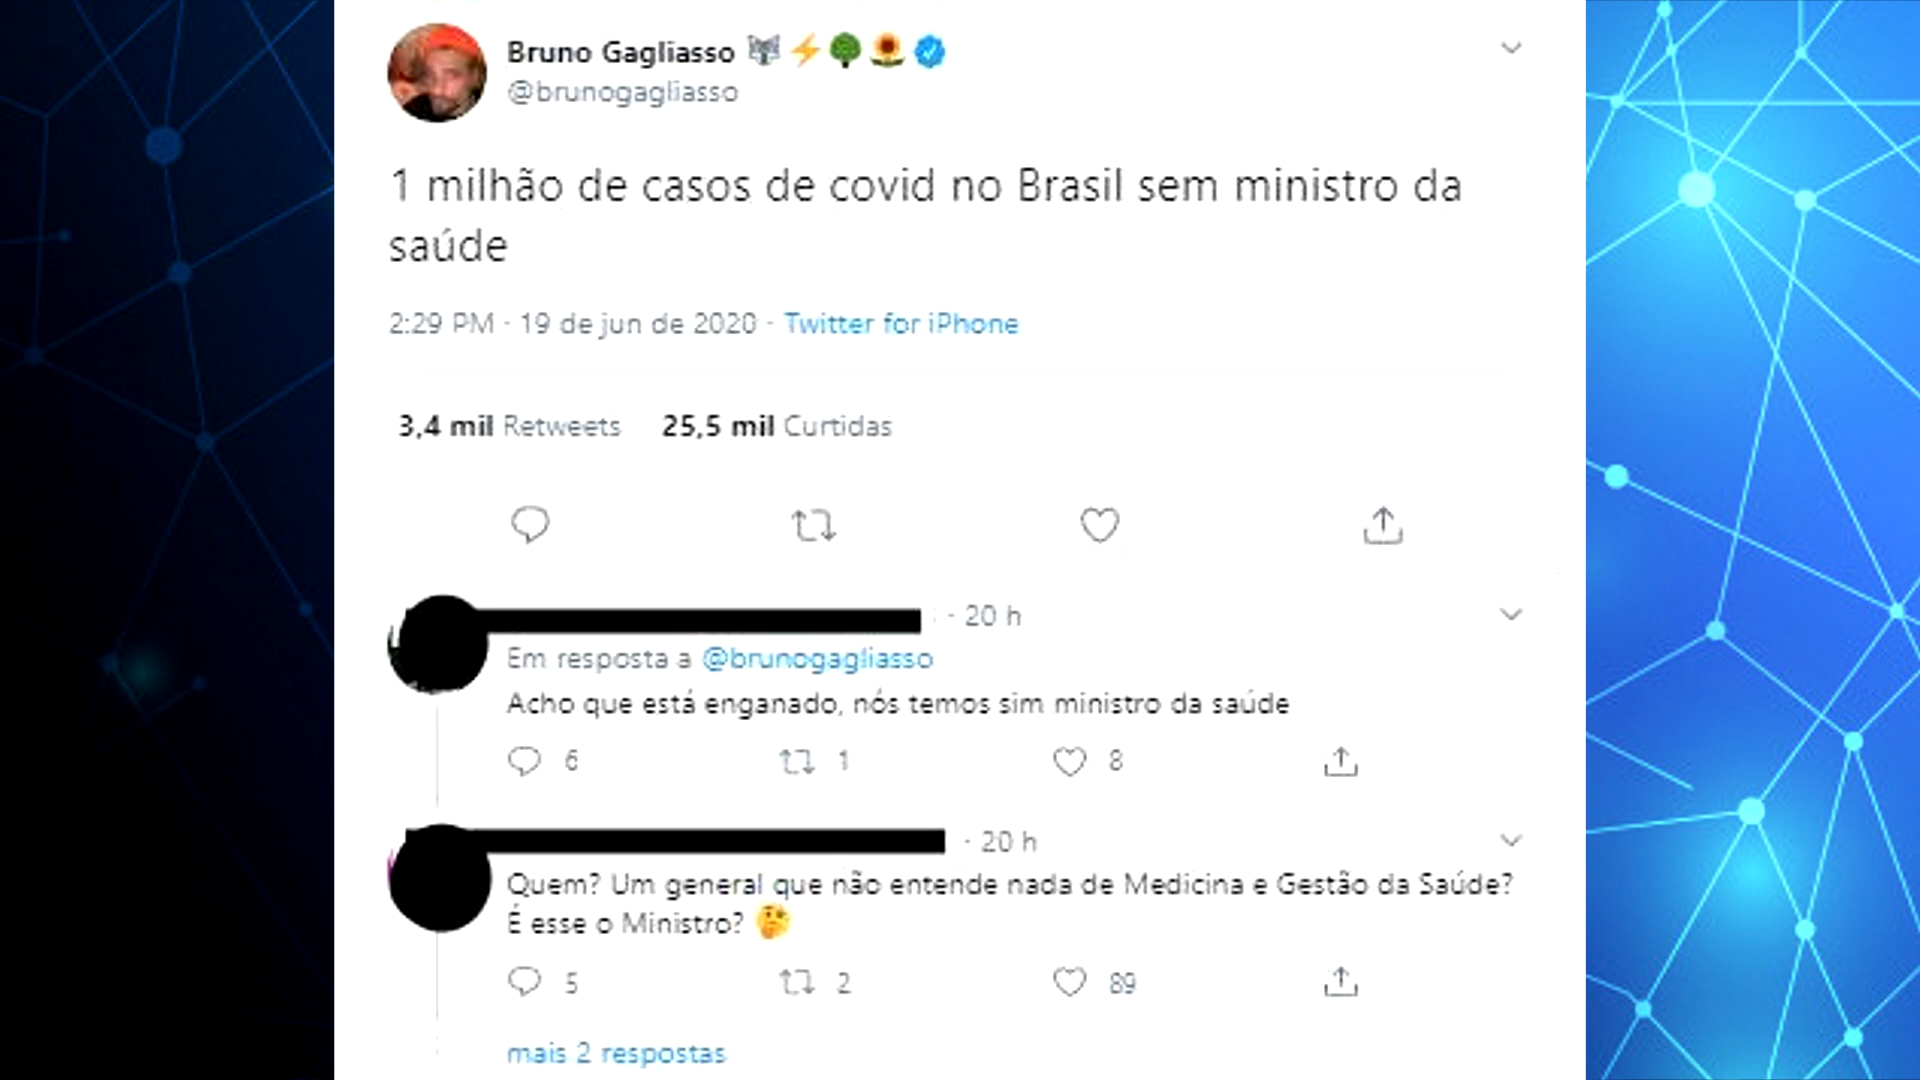 Bruno Gagliasso
@brunogagliasso
1 milhão de casos de covid no Brasil sem ministro da
saúde
2:29 PM · 19 de jun de 2020 · Twitter for iPhone
3,4 mil Retweets 25,5 mil Curtidas
· 20 h
Em resposta a @brunogagliasso
Acho que está enganado, nós temos sim ministro da saúde
6 1 8
· 20 h
Quem? Um general que não entende nada de Medicina e Gestão da Saúde?
É esse o Ministro? 🤔
5 2 89
mais 2 respostas